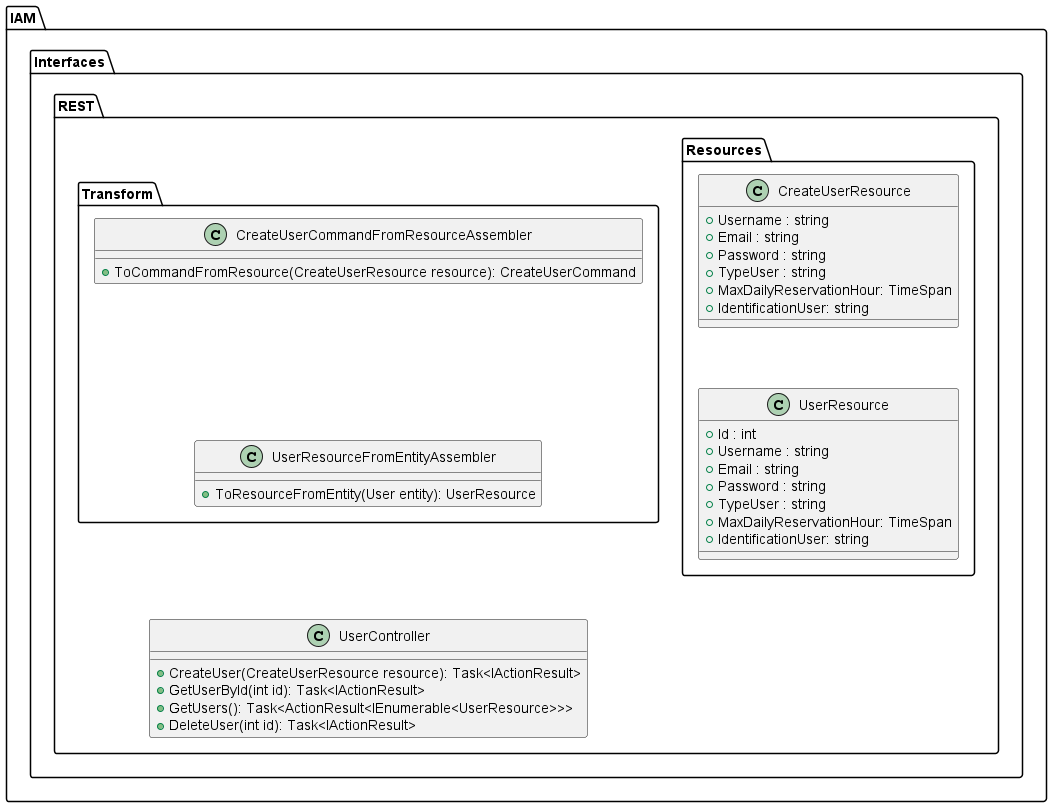 IAM
Interfaces
REST
Transform
CreateUserCommandFromResourceAssembler
ToCommandFromResource(CreateUserResource resource): CreateUserCommand
UserResourceFromEntityAssembler
ToResourceFromEntity(User entity): UserResource
Resources
CreateUserResource
Username : string
Email : string
Password : string
TypeUser : string
MaxDailyReservationHour: TimeSpan
IdentificationUser: string
UserResource
Id : int
Username : string
Email : string
Password : string
TypeUser : string
MaxDailyReservationHour: TimeSpan
IdentificationUser: string
UserController
CreateUser(CreateUserResource resource): Task<IActionResult>
GetUserById(int id): Task<IActionResult>
GetUsers(): Task<ActionResult<IEnumerable<UserResource>>>
DeleteUser(int id): Task<IActionResult>